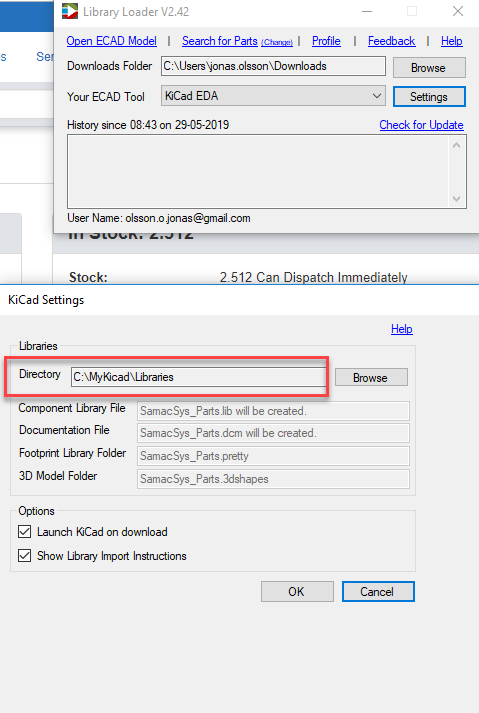 Library Loader V2.42
Open ECAD Model | Search for Parts (Change) | Profile | Feedback | Help
Downloads Folder C:\Users\jonas.olsson\Downloads Browse
Your ECAD Tool KiCad EDA Settings
History since 08:43 on 29-05-2019 Check for Update
User Name: olsson.o.jonas@gmail.com
In Stock: 2.512
Stock: 2.512 Can Dispatch Immediately
KiCad Settings
Help
Libraries
Directory C:\MyKicad\Libraries Browse
Component Library File SamacSys_Parts.lib will be created.
Documentation File SamacSys_Parts.dcm will be created.
Footprint Library Folder SamacSys_Parts.pretty
3D Model Folder SamacSys_Parts.3dshapes
Options
Launch KiCad on download
Show Library Import Instructions
OK Cancel